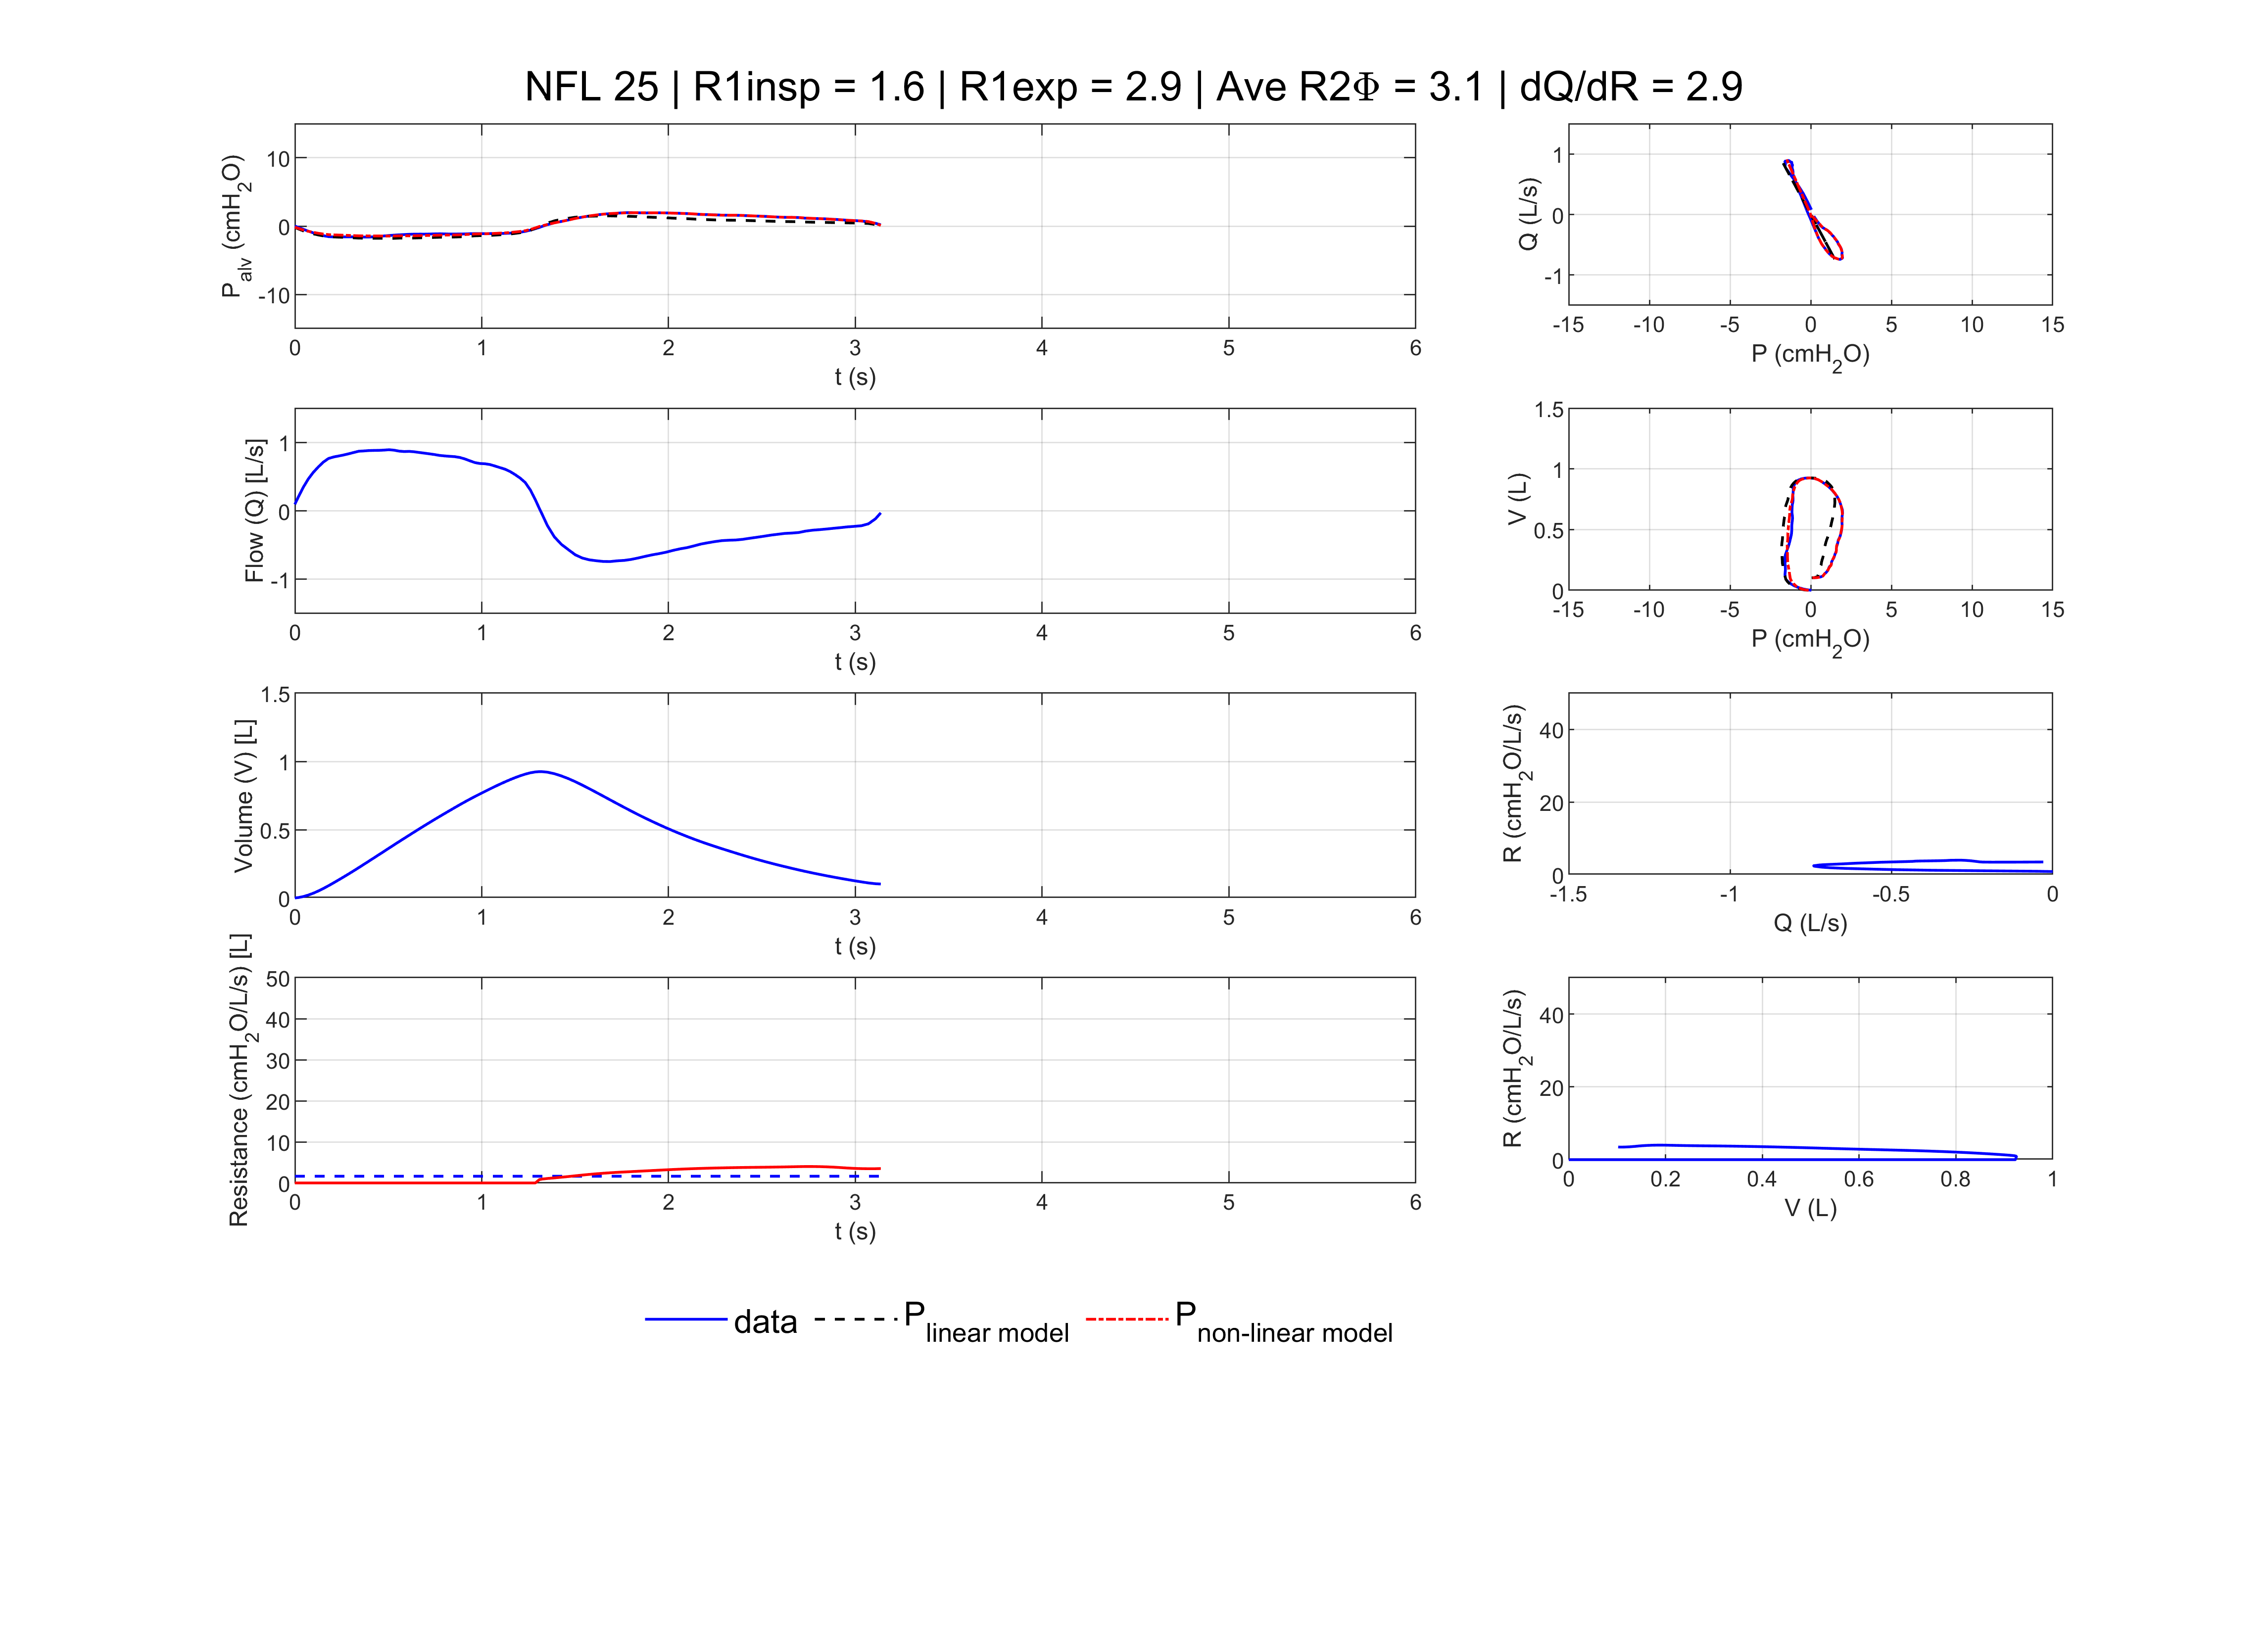 NFL 25 | R1insp = 1.6 | R1exp = 2.9 | Ave R2Φ = 3.1 | dQ/dR = 2.9
P_alv (cmH2O)
10
0
-10
0 1 2 3 4 5 6
t (s)
Q (L/s)
1
0
-1
-15 -10 -5 0 5 10 15
P (cmH2O)
Flow (Q) [L/s]
1
0
-1
0 1 2 3 4 5 6
t (s)
V (L)
1.5
1
0.5
0
-15 -10 -5 0 5 10 15
P (cmH2O)
Volume (V) [L]
1.5
1
0.5
0
0 1 2 3 4 5 6
t (s)
R (cmH2O/L/s)
40
20
0
-1.5 -1 -0.5 0
Q (L/s)
Resistance (cmH2O/L/s) [L]
50
40
30
20
10
0
0 1 2 3 4 5 6
t (s)
R (cmH2O/L/s)
40
20
0
0 0.2 0.4 0.6 0.8 1
V (L)
data P linear model P non-linear model